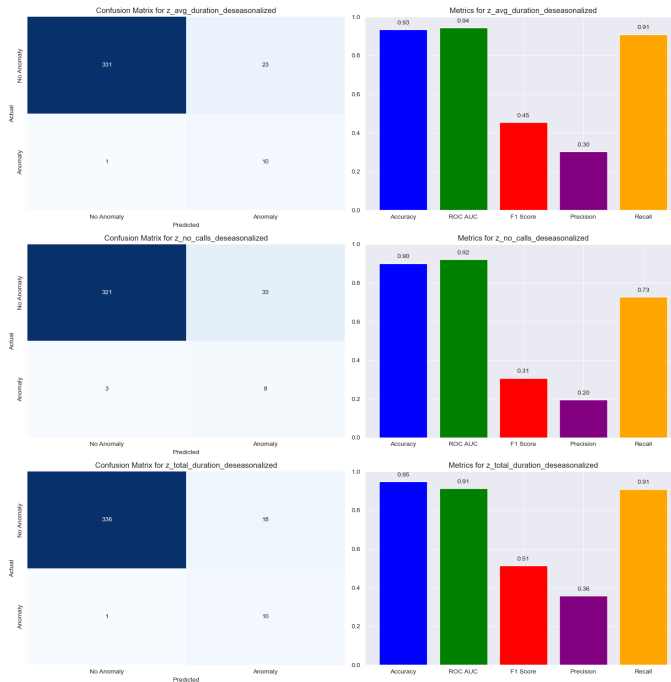 Confusion Matrix for z_avg_duration_deseasonalized
Actual
No Anomaly
Anomaly
331
23
1
10
No Anomaly
Anomaly
Predicted
Metrics for z_avg_duration_deseasonalized
1.0
0.8
0.6
0.4
0.2
0.0
0.93
0.94
0.45
0.30
0.91
Accuracy
ROC AUC
F1 Score
Precision
Recall
Confusion Matrix for z_no_calls_deseasonalized
Actual
No Anomaly
Anomaly
321
33
3
8
No Anomaly
Anomaly
Predicted
Metrics for z_no_calls_deseasonalized
1.0
0.8
0.6
0.4
0.2
0.0
0.90
0.92
0.31
0.20
0.73
Accuracy
ROC AUC
F1 Score
Precision
Recall
Confusion Matrix for z_total_duration_deseasonalized
Actual
No Anomaly
Anomaly
336
18
1
10
No Anomaly
Anomaly
Predicted
Metrics for z_total_duration_deseasonalized
1.0
0.8
0.6
0.4
0.2
0.0
0.95
0.91
0.51
0.36
0.91
Accuracy
ROC AUC
F1 Score
Precision
Recall